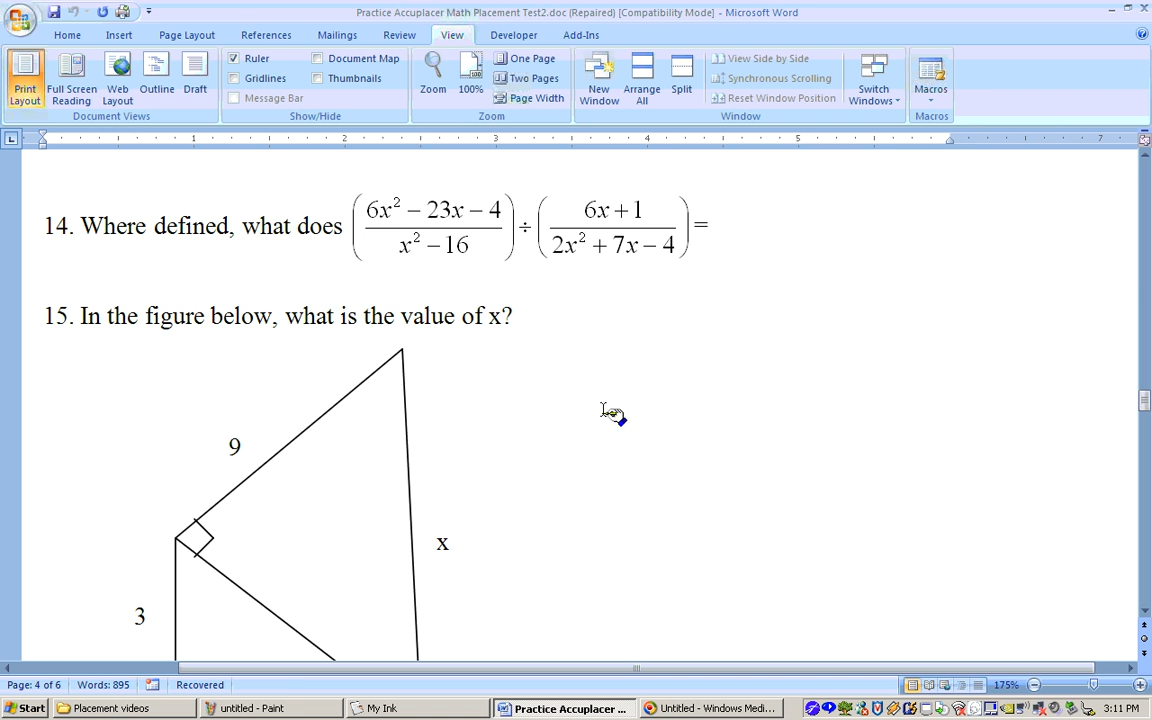 Practice Accuplacer Math Placement Test2.doc (Repaired) [Compatibility Mode] - Microsoft Word
Home Insert Page Layout References Mailings Review View Developer Add-Ins
Print Layout
Full Screen Reading
Web Layout
Outline
Draft
Document Views
Ruler
Gridlines
Message Bar
Document Map
Thumbnails
Show/Hide
Zoom
100%
One Page
Two Pages
Page Width
Zoom
New Window
Arrange All
Split
View Side by Side
Synchronous Scrolling
Reset Window Position
Window
Switch Windows
Macros
Macros
1 2 3 4 5 7
14. Where defined, what does ((6x² − 23x − 4)/(x² − 16)) ÷ ((6x + 1)/(2x² + 7x − 4)) =
15. In the figure below, what is the value of x?
9
x
3
Page: 4 of 6 Words: 895 Recovered 175%
Start Placement videos untitled - Paint My Ink Practice Accuplacer ... Untitled - Windows Medi... 3:11 PM